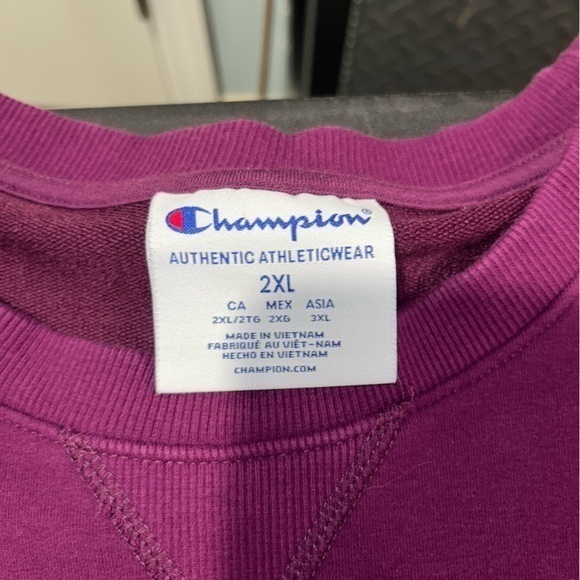 Champion®
AUTHENTIC ATHLETICWEAR
2XL
CA MEX ASIA
2XL/2TG 2XG 3XL
MADE IN VIETNAM
FABRIQUÉ AU VIÊT-NAM
HECHO EN VIETNAM
CHAMPION.COM